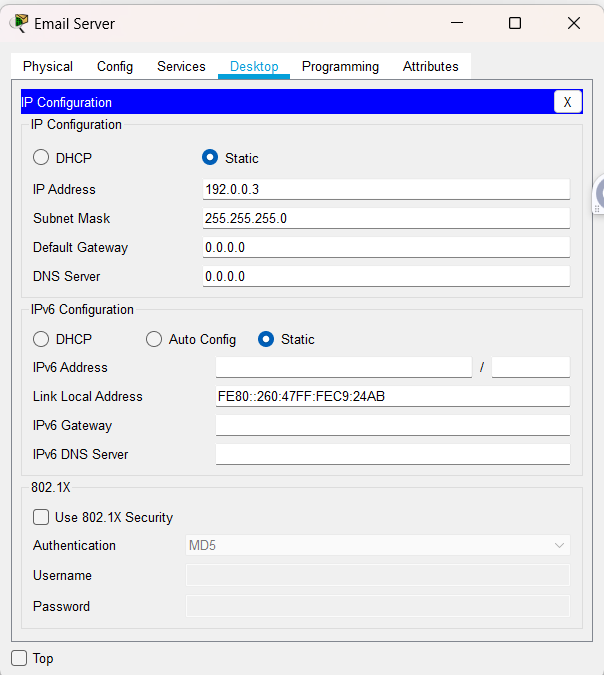 Email Server
Physical Config Services Desktop Programming Attributes
IP Configuration X
IP Configuration
DHCP Static
IP Address 192.0.0.3
Subnet Mask 255.255.255.0
Default Gateway 0.0.0.0
DNS Server 0.0.0.0
IPv6 Configuration
DHCP Auto Config Static
IPv6 Address /
Link Local Address FE80::260:47FF:FEC9:24AB
IPv6 Gateway
IPv6 DNS Server
802.1X
Use 802.1X Security
Authentication MD5
Username
Password
Top